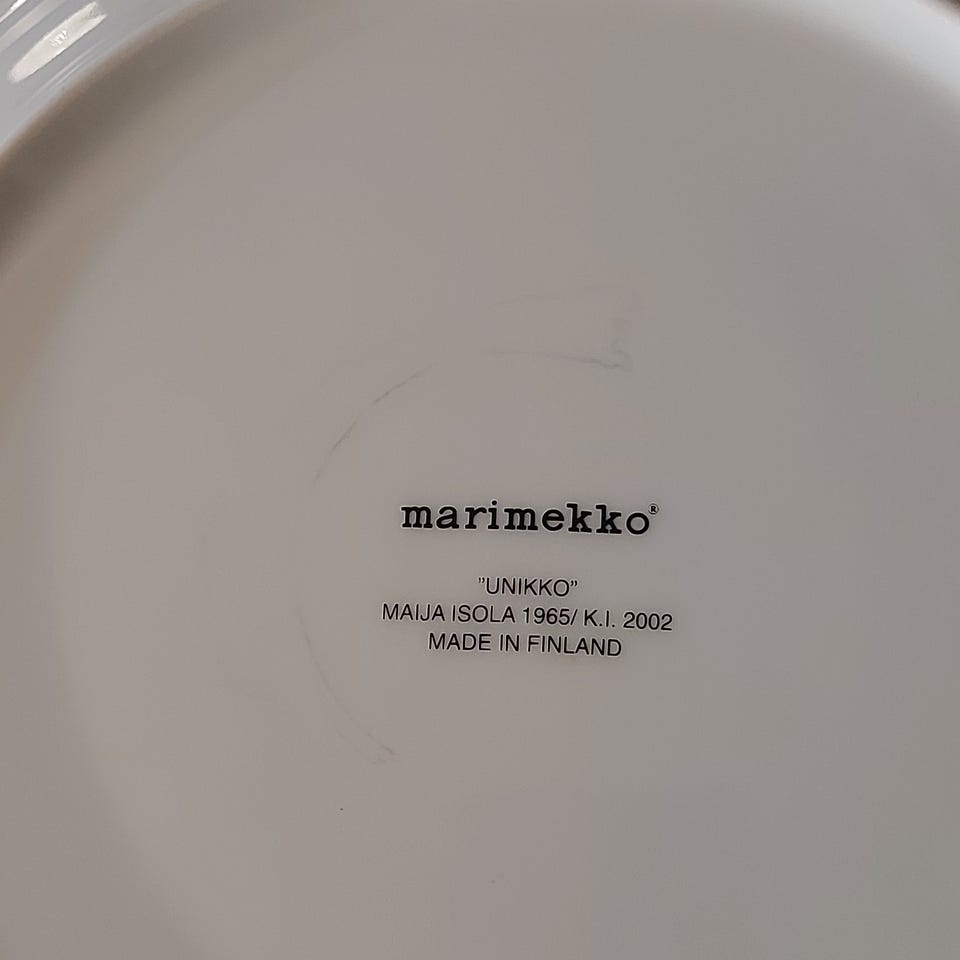 marimekko®
”UNIKKO”
MAIJA ISOLA 1965/ K.I. 2002
MADE IN FINLAND